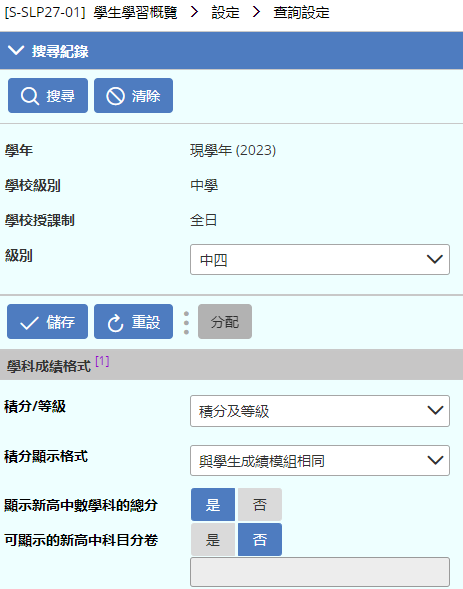 [S-SLP27-01] 學生學習概覽 > 設定 > 查詢設定
搜尋紀錄
搜尋 清除
學年 現學年 (2023)
學校級別 中學
學校授課制 全日
級別 中四
儲存 重設 分配
學科成績格式 [1]
積分/等級 積分及等級
積分顯示格式 與學生成績模組相同
顯示新高中數學科的總分 是 否
可顯示的新高中科目分卷 是 否